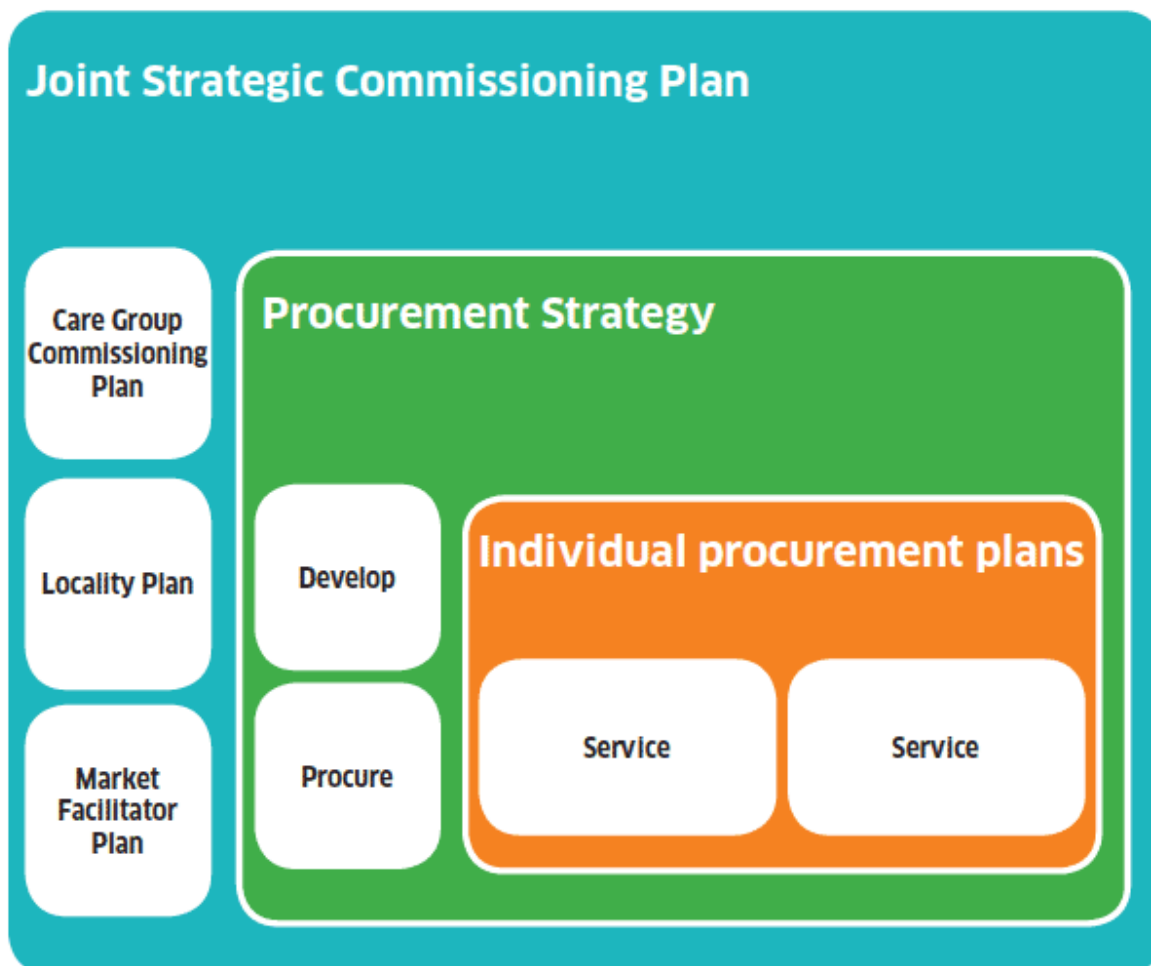 Joint Strategic Commissioning Plan
Care Group
Commissioning
Plan
Locality Plan
Market
Facilitator
Plan
Procurement Strategy
Develop
Procure
Individual procurement plans
Service
Service